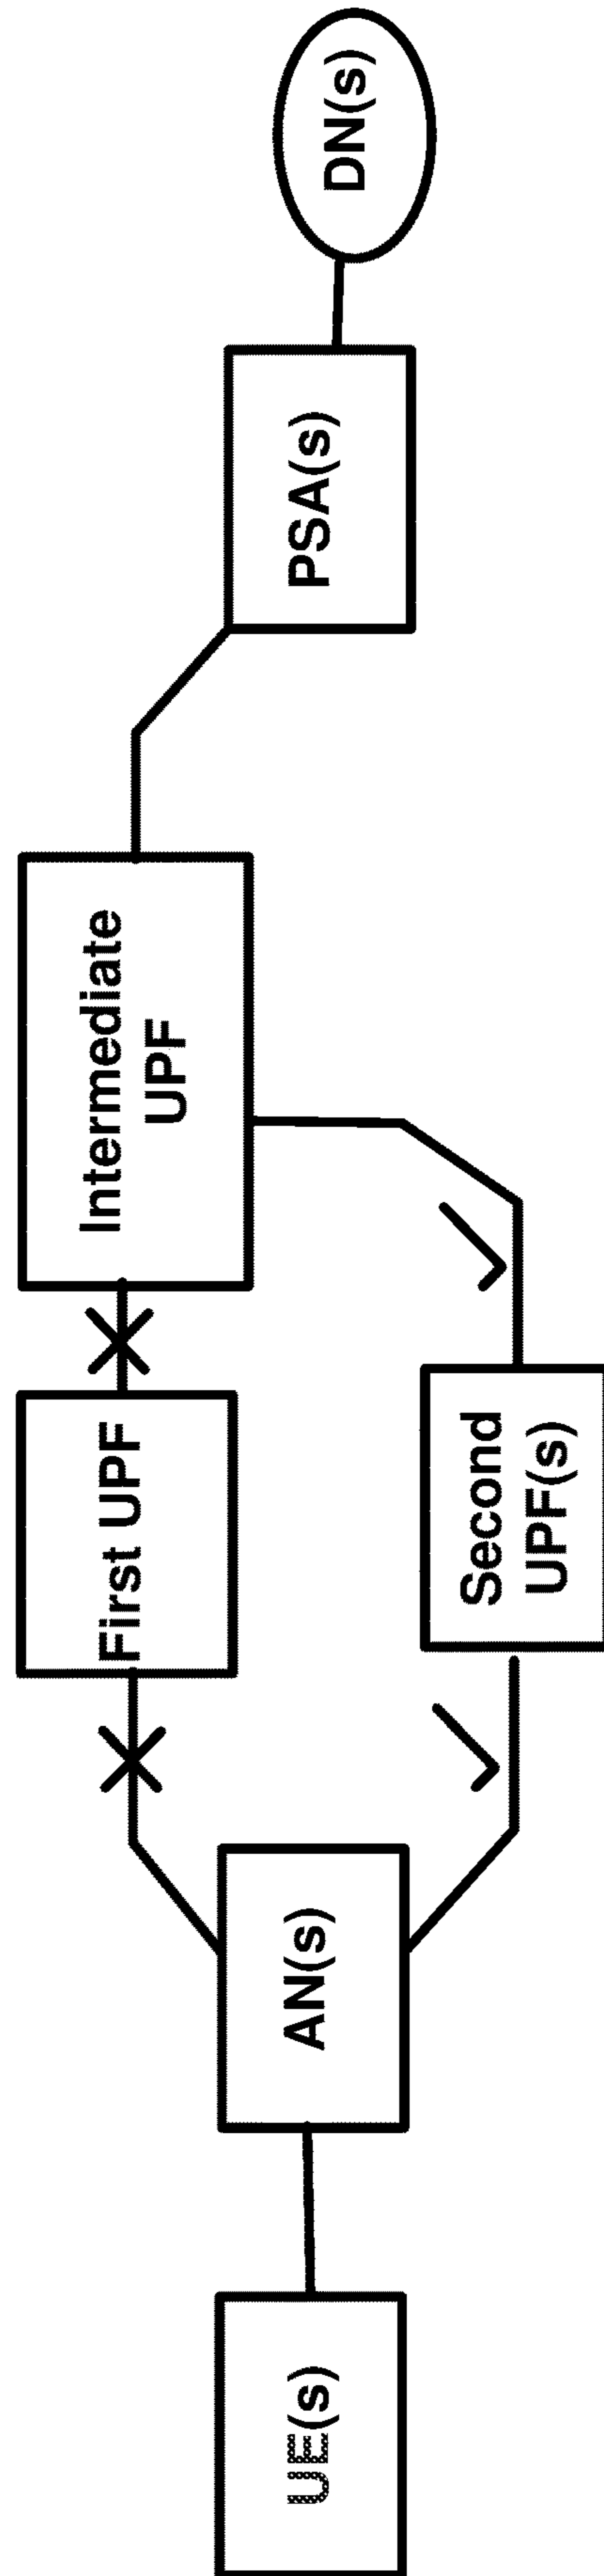 UE(s)
AN(s)
First UPF
Second
UPF(s)
Intermediate
UPF
PSA(s)
DN(s)